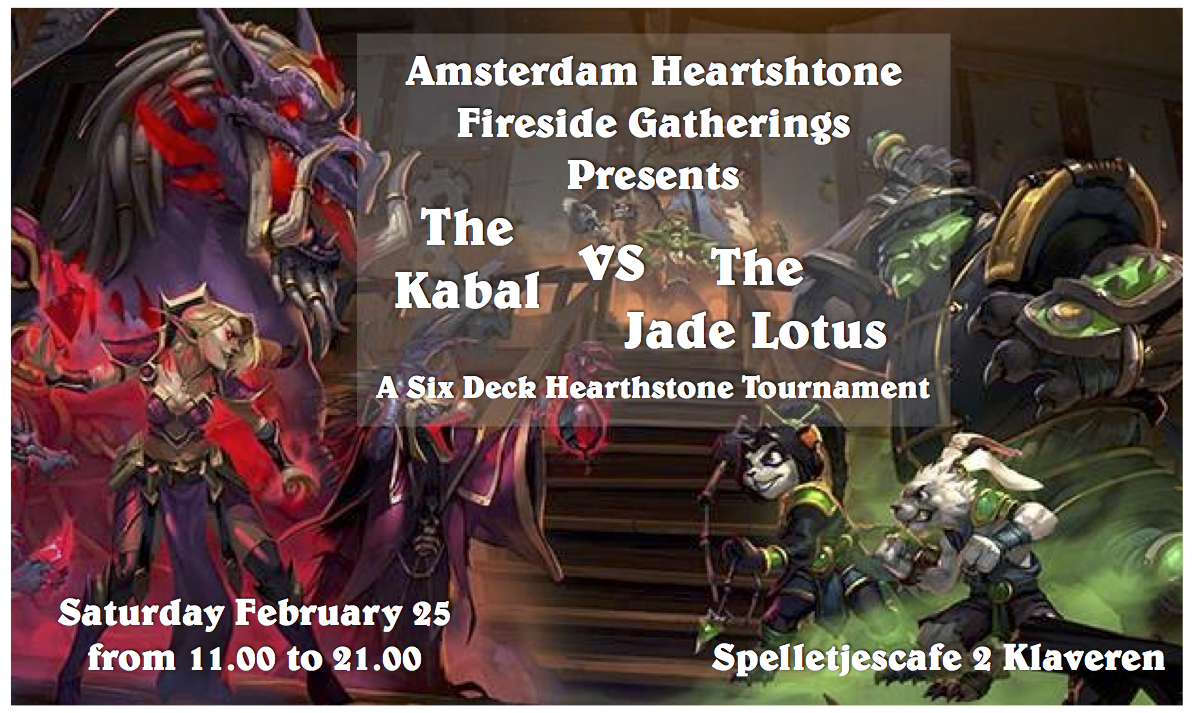 Amsterdam Heartshtone
Fireside Gatherings
Presents
The
Kabal
vs
The
Jade Lotus
A Six Deck Hearthstone Tournament
Saturday February 25
from 11.00 to 21.00
Spelletjescafe 2 Klaveren